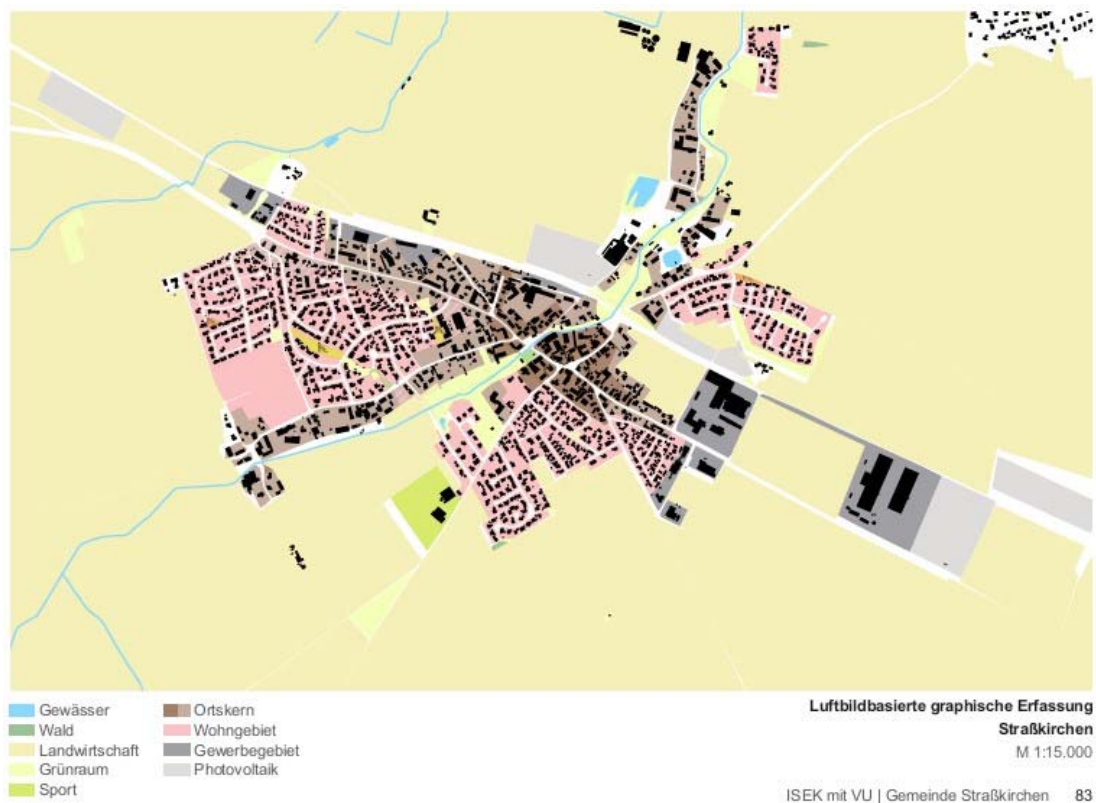 Gewässer
Wald
Landwirtschaft
Grünraum
Sport
Ortskern
Wohngebiet
Gewerbegebiet
Photovoltaik
Luftbildbasierte graphische Erfassung
Straßkirchen
M 1:15.000
ISEK mit VU | Gemeinde Straßkirchen 83